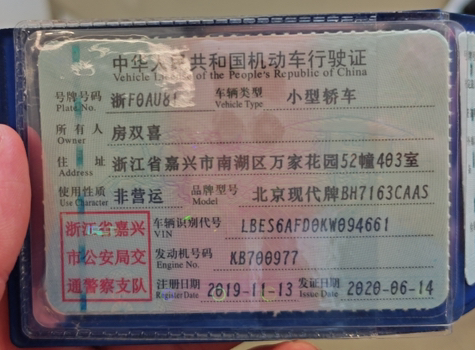 中华人民共和国机动车行驶证
Vehicle License of the People's Republic of China
号牌号码 浙F0AU81 车辆类型 小型轿车
Plate No. Vehicle Type
所有人 房双喜
Owner
住址 浙江省嘉兴市南湖区万家花园52幢403室
Address
使用性质 非营运 品牌型号 北京现代牌BH7163CAAS
Use Character Model
浙江省嘉兴
市公安局交
通警察支队
车辆识别代号 LBES6AFD0KW094661
VIN
发动机号码 KB700977
Engine No.
注册日期 2019-11-13 发证日期 2020-06-14
Register Date Issue Date